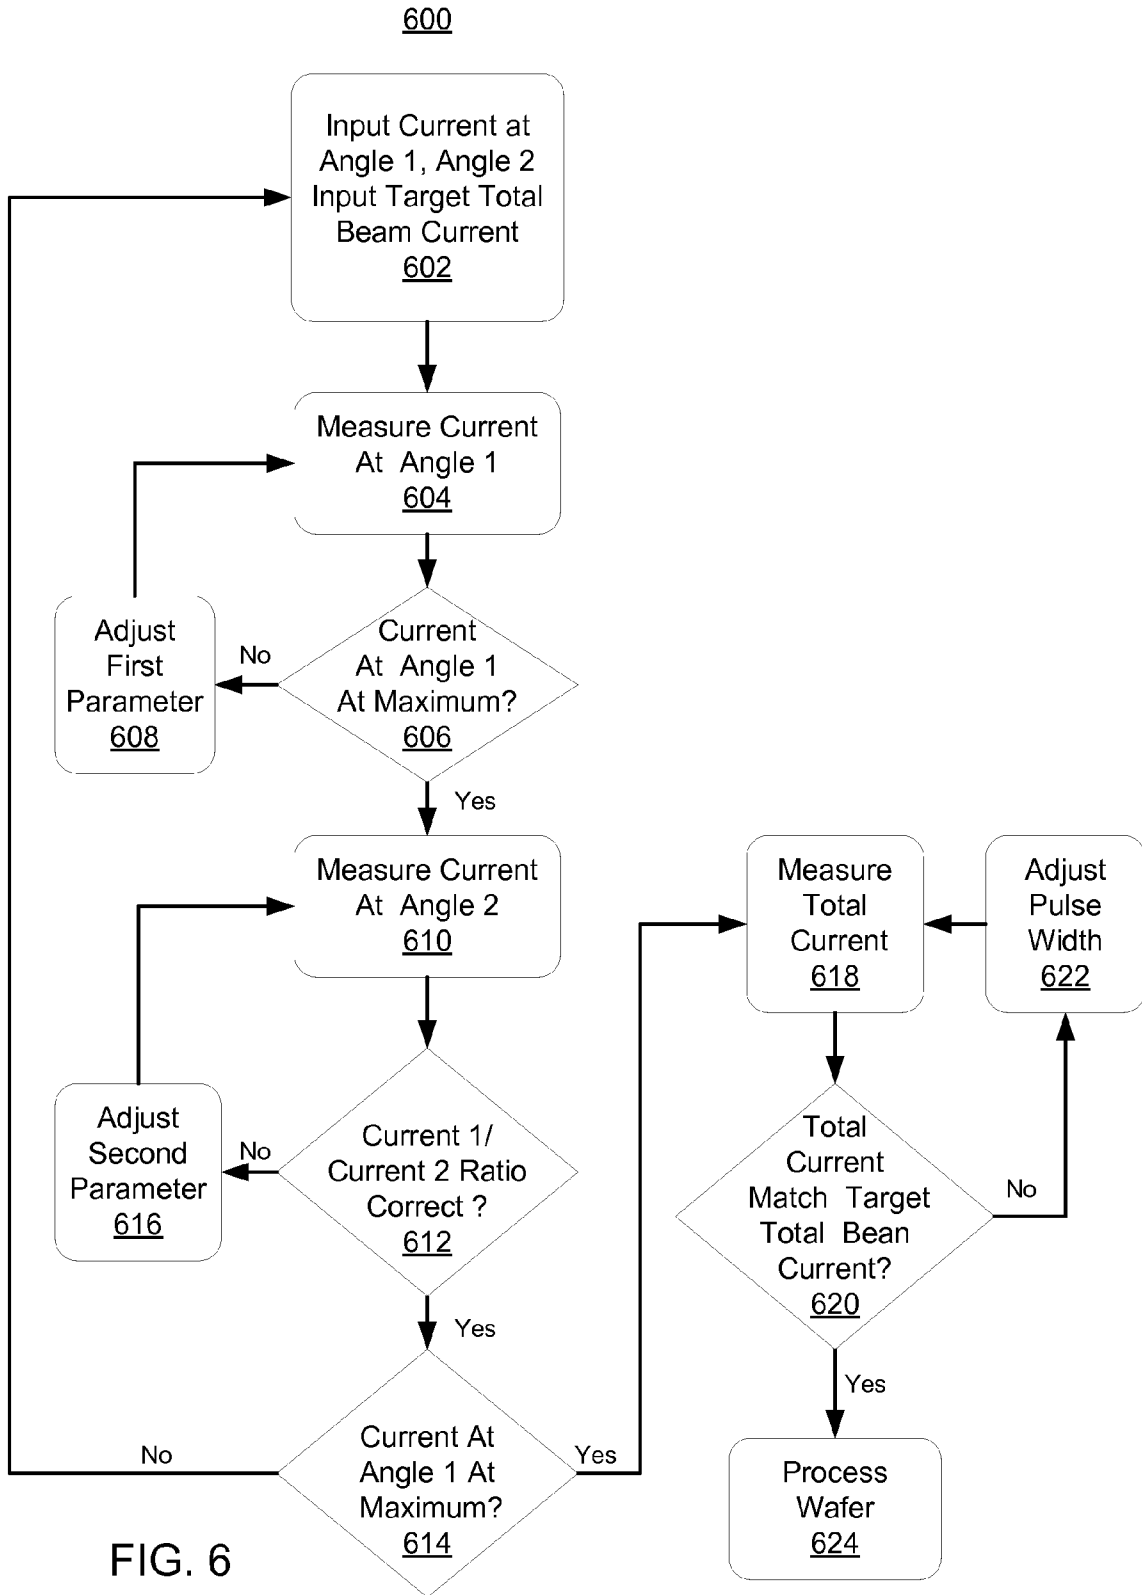 600
Input Current at
Angle 1, Angle 2
Input Target Total
Beam Current
602
Measure Current
At Angle 1
604
Adjust
First
Parameter
608
No
Current
At Angle 1
At Maximum?
606
Yes
Measure Current
At Angle 2
610
Adjust
Second
Parameter
616
No
Current 1/
Current 2 Ratio
Correct ?
612
Yes
No
Current At
Angle 1 At
Maximum?
614
Yes
Measure
Total
Current
618
Adjust
Pulse
Width
622
Total
Current
Match Target
Total Bean
Current?
620
No
Yes
Process
Wafer
624
FIG. 6